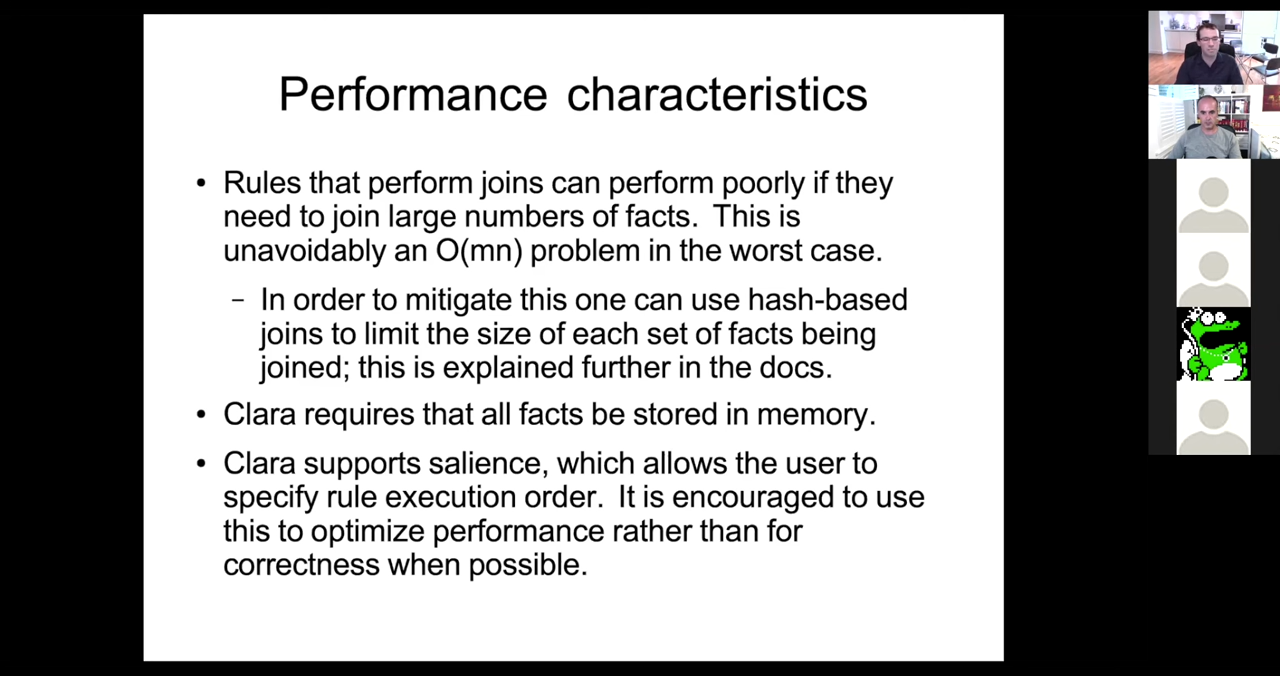 Performance characteristics
• Rules that perform joins can perform poorly if they
need to join large numbers of facts.  This is
unavoidably an O(mn) problem in the worst case.
– In order to mitigate this one can use hash-based
joins to limit the size of each set of facts being
joined; this is explained further in the docs.
• Clara requires that all facts be stored in memory.
• Clara supports salience, which allows the user to
specify rule execution order.  It is encouraged to use
this to optimize performance rather than for
correctness when possible.